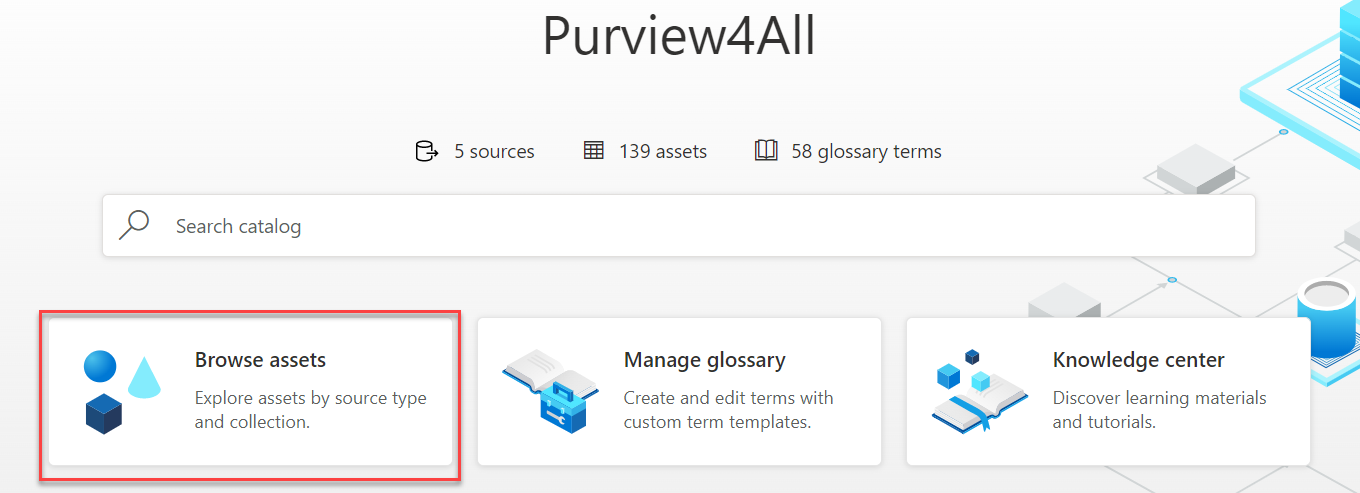 Purview4All
5 sources 139 assets 58 glossary terms
Search catalog
Browse assets
Explore assets by source type
and collection.
Manage glossary
Create and edit terms with
custom term templates.
Knowledge center
Discover learning materials
and tutorials.